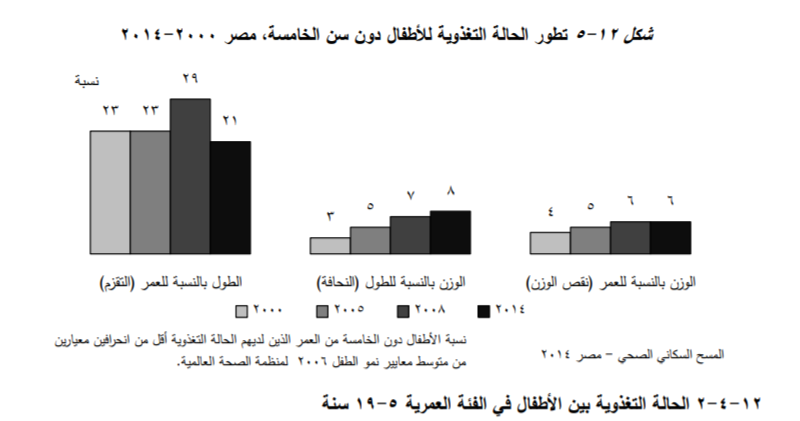 شكل ١٢-٥ تطور الحالة التغذوية للأطفال دون سن الخامسة، مصر ٢٠٠٠-٢٠١٤
نسبة
٢٣ ٢٣ ٢٩ ٢١
٣ ٥ ٧ ٨
٤ ٥ ٦ ٦
الطول بالنسبة للعمر (التقزم)
الوزن بالنسبة للطول (النحافة)
الوزن بالنسبة للعمر (نقص الوزن)
٢٠٠٠ ٢٠٠٥ ٢٠٠٨ ٢٠١٤
نسبة الأطفال دون الخامسة من العمر الذين لديهم الحالة التغذوية أقل من انحرافين معيارين
من متوسط معايير نمو الطفل ٢٠٠٦ لمنظمة الصحة العالمية.
المسح السكاني الصحي – مصر ٢٠١٤
١٢-٤-٢ الحالة التغذوية بين الأطفال في الفئة العمرية ٥-١٩ سنة